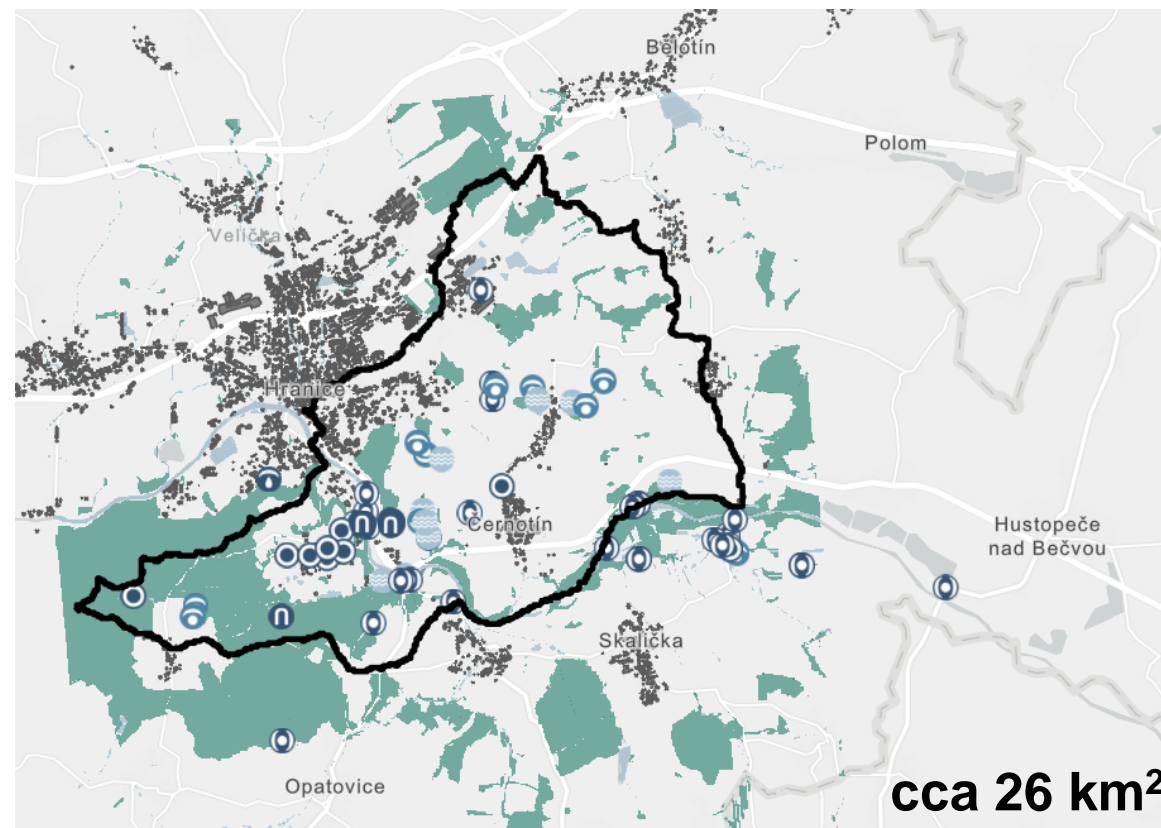 Bělotín
Polom
Velička
Hranice
Černotín
Hustopeče
nad Bečvou
Skalička
Opatovice
cca 26 km²